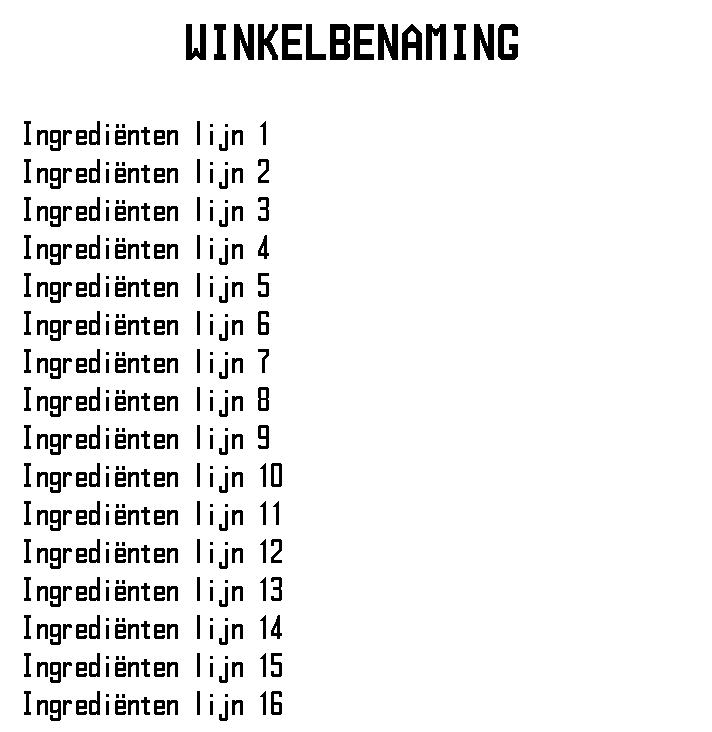 WINKELBENAMING
Ingrediënten lijn 1
Ingrediënten lijn 2
Ingrediënten lijn 3
Ingrediënten lijn 4
Ingrediënten lijn 5
Ingrediënten lijn 6
Ingrediënten lijn 7
Ingrediënten lijn 8
Ingrediënten lijn 9
Ingrediënten lijn 10
Ingrediënten lijn 11
Ingrediënten lijn 12
Ingrediënten lijn 13
Ingrediënten lijn 14
Ingrediënten lijn 15
Ingrediënten lijn 16